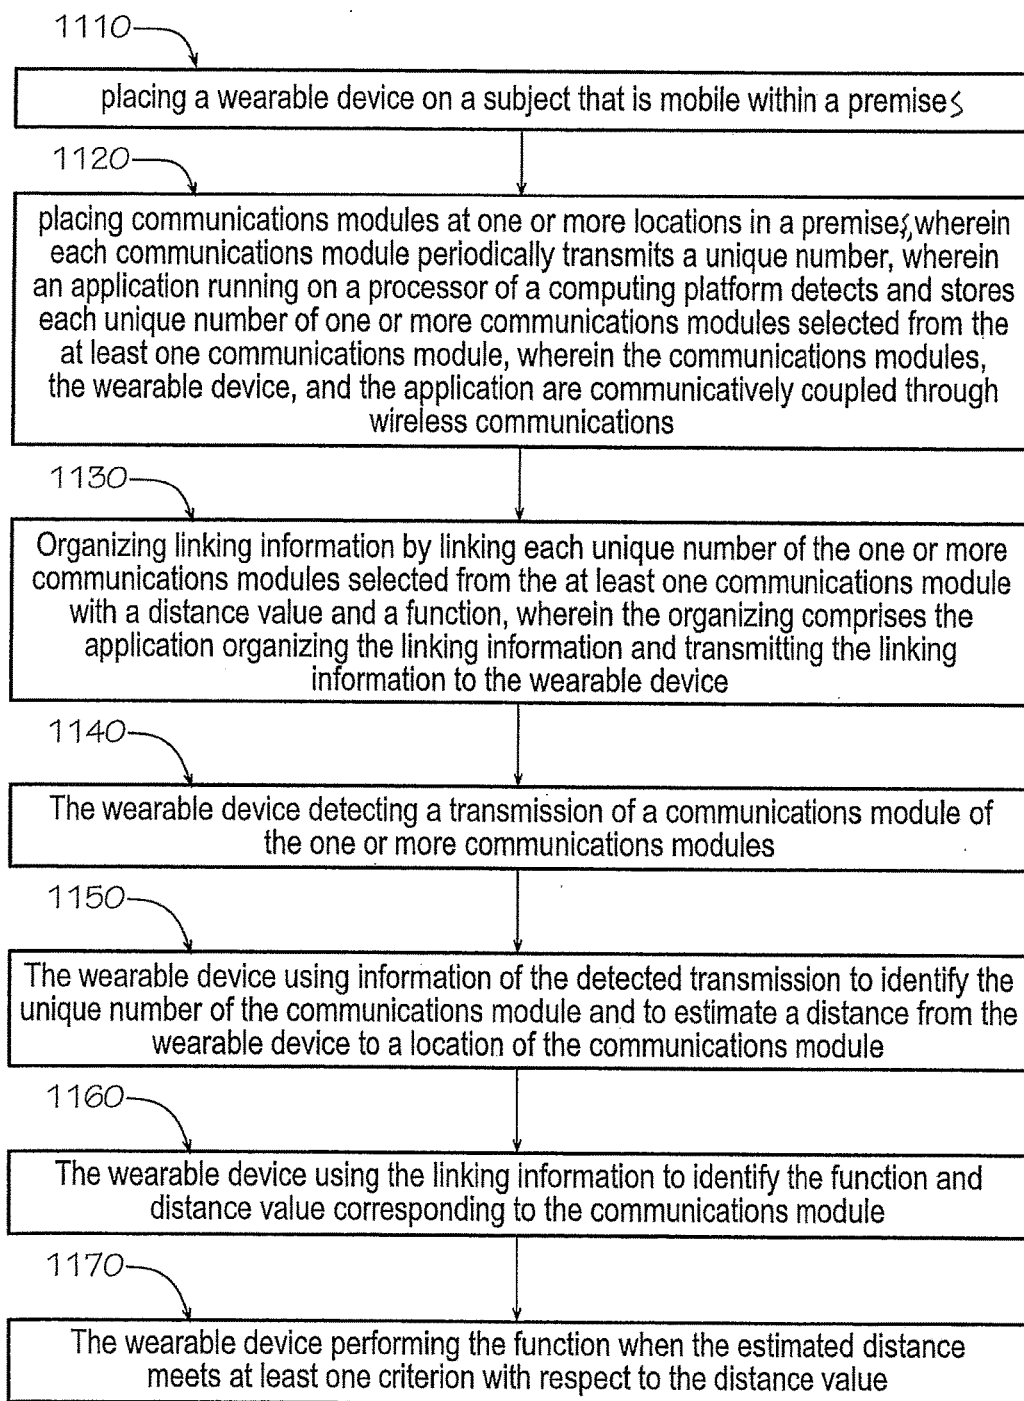 1110
placing a wearable device on a subject that is mobile within a premises
1120
placing communications modules at one or more locations in a premises, wherein
each communications module periodically transmits a unique number, wherein
an application running on a processor of a computing platform detects and stores
each unique number of one or more communications modules selected from the
at least one communications module, wherein the communications modules,
the wearable device, and the application are communicatively coupled through
wireless communications
1130
Organizing linking information by linking each unique number of the one or more
communications modules selected from the at least one communications module
with a distance value and a function, wherein the organizing comprises the
application organizing the linking information and transmitting the linking
information to the wearable device
1140
The wearable device detecting a transmission of a communications module of
the one or more communications modules
1150
The wearable device using information of the detected transmission to identify the
unique number of the communications module and to estimate a distance from the
wearable device to a location of the communications module
1160
The wearable device using the linking information to identify the function and
distance value corresponding to the communications module
1170
The wearable device performing the function when the estimated distance
meets at least one criterion with respect to the distance value